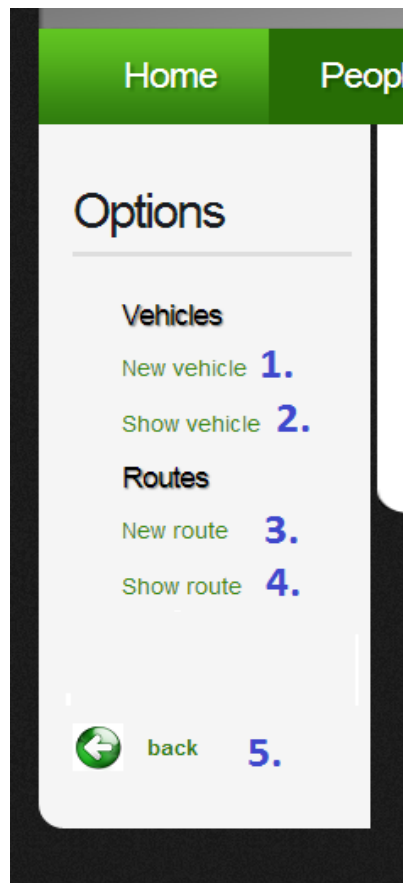 Home Peopl
Options
Vehicles
New vehicle 1.
Show vehicle 2.
Routes
New route 3.
Show route 4.
back 5.